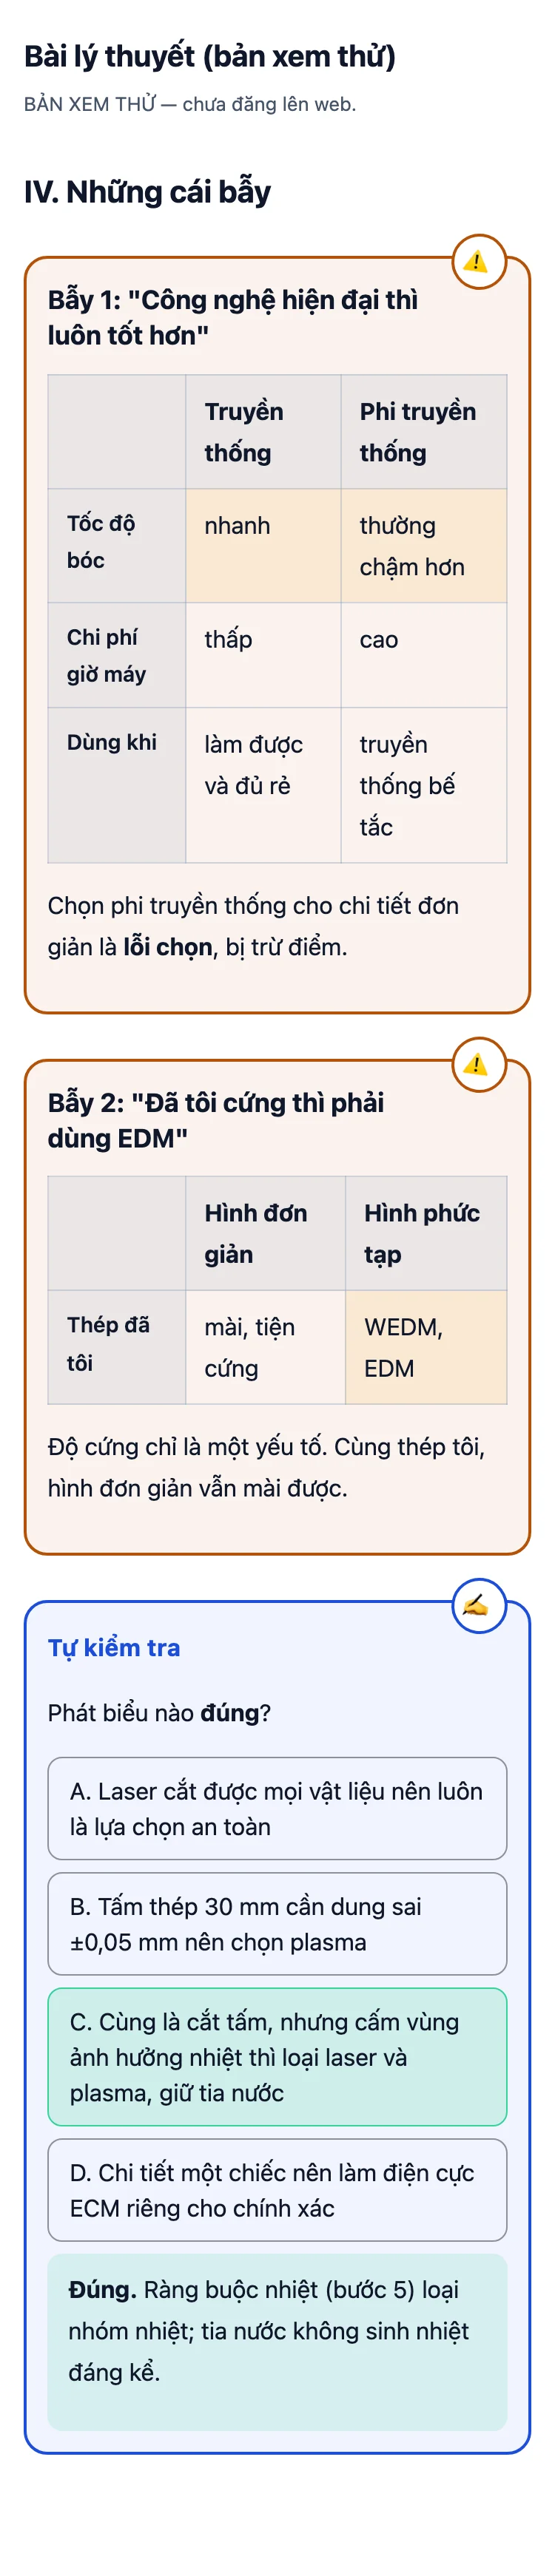 Bài lý thuyết (bản xem thử)
BẢN XEM THỬ — chưa đăng lên web.
IV. Những cái bẫy
Bẫy 1: "Công nghệ hiện đại thì
luôn tốt hơn"
Truyền
thống
Phi truyền
thống
Tốc độ
bóc
nhanh
thường
chậm hơn
Chi phí
giờ máy
thấp
cao
Dùng khi
làm được
và đủ rẻ
truyền
thống bế
tắc
Chọn phi truyền thống cho chi tiết đơn
giản là lỗi chọn, bị trừ điểm.
Bẫy 2: "Đã tôi cứng thì phải
dùng EDM"
Hình đơn
giản
Hình phức
tạp
Thép đã
tôi
mài, tiện
cứng
WEDM,
EDM
Độ cứng chỉ là một yếu tố. Cùng thép tôi,
hình đơn giản vẫn mài được.
Tự kiểm tra
Phát biểu nào đúng?
A. Laser cắt được mọi vật liệu nên luôn
là lựa chọn an toàn
B. Tấm thép 30 mm cần dung sai
±0,05 mm nên chọn plasma
C. Cùng là cắt tấm, nhưng cấm vùng
ảnh hưởng nhiệt thì loại laser và
plasma, giữ tia nước
D. Chi tiết một chiếc nên làm điện cực
ECM riêng cho chính xác
Đúng. Ràng buộc nhiệt (bước 5) loại
nhóm nhiệt; tia nước không sinh nhiệt
đáng kể.